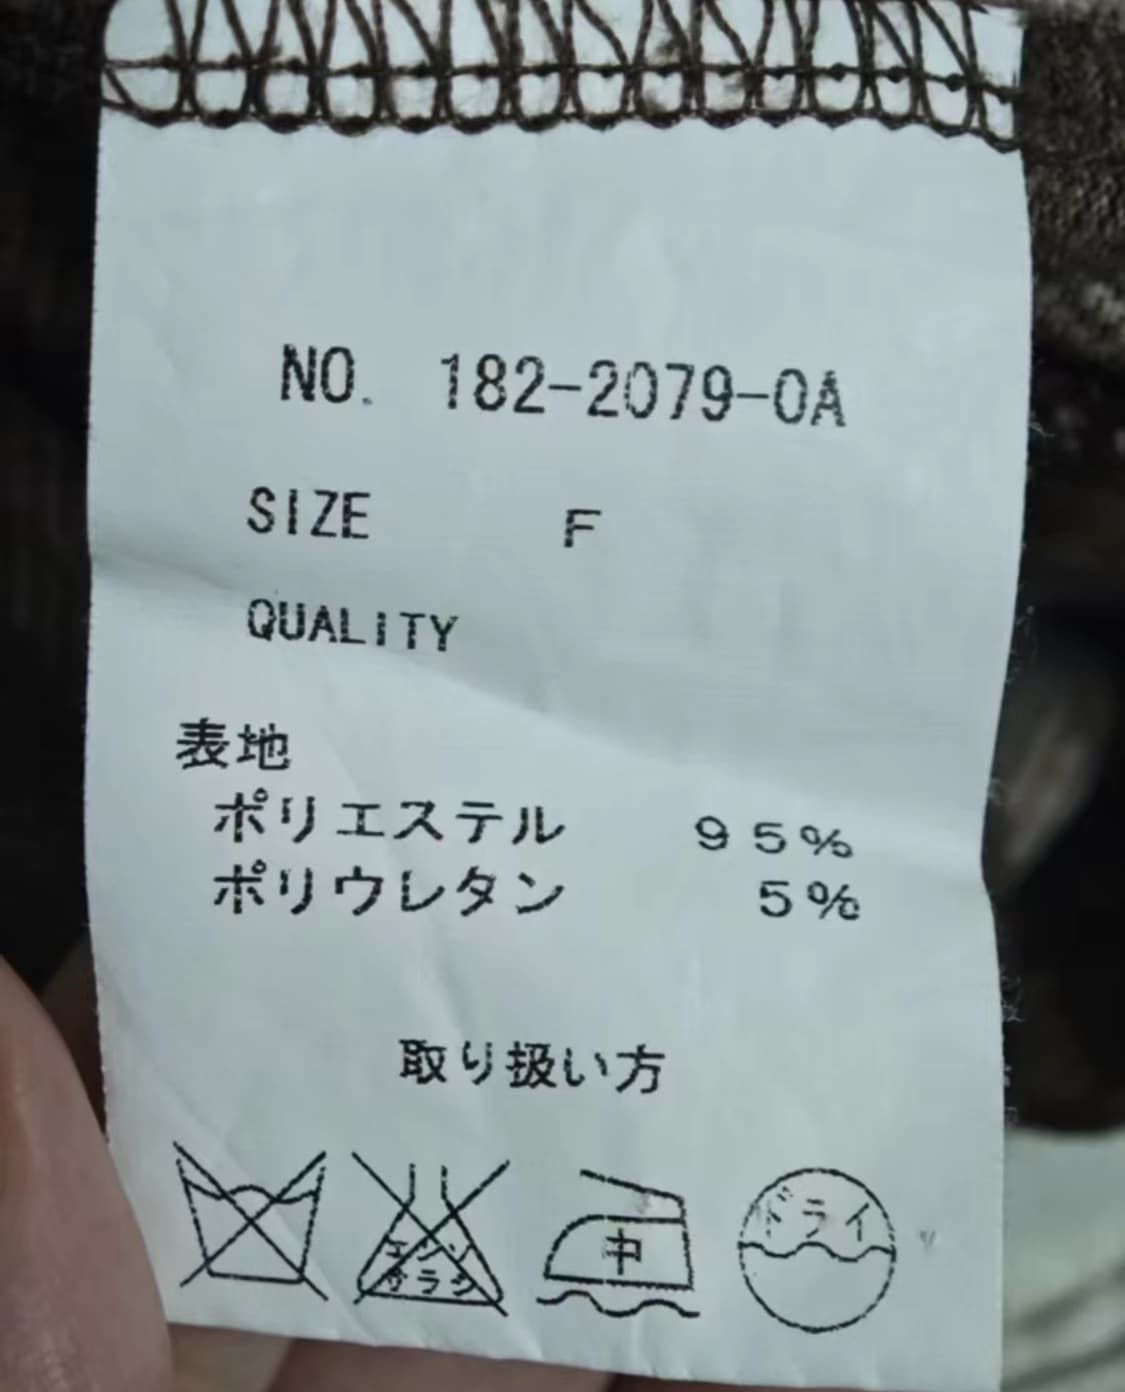 NO. 182-2079-0A
SIZE F
QUALITY
表地
ポリエステル 95%
ポリウレタン 5%
取り扱い方
エンソ サラシ 中 ドライ